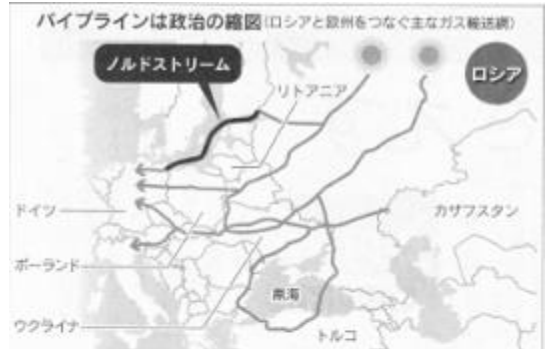 パイプラインは政治の縮図(ロシアと欧州をつなぐ主なガス輸送網)
ノルドストリーム
ロシア
リトアニア
ドイツ
カザフスタン
ポーランド
黒海
ウクライナ
トルコ